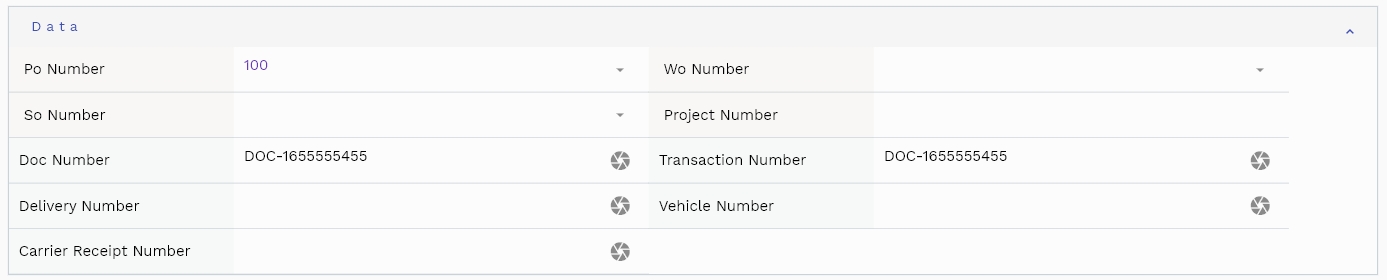 Data
Po Number 100 Wo Number
So Number Project Number
Doc Number DOC-1655555455 Transaction Number DOC-1655555455
Delivery Number Vehicle Number
Carrier Receipt Number